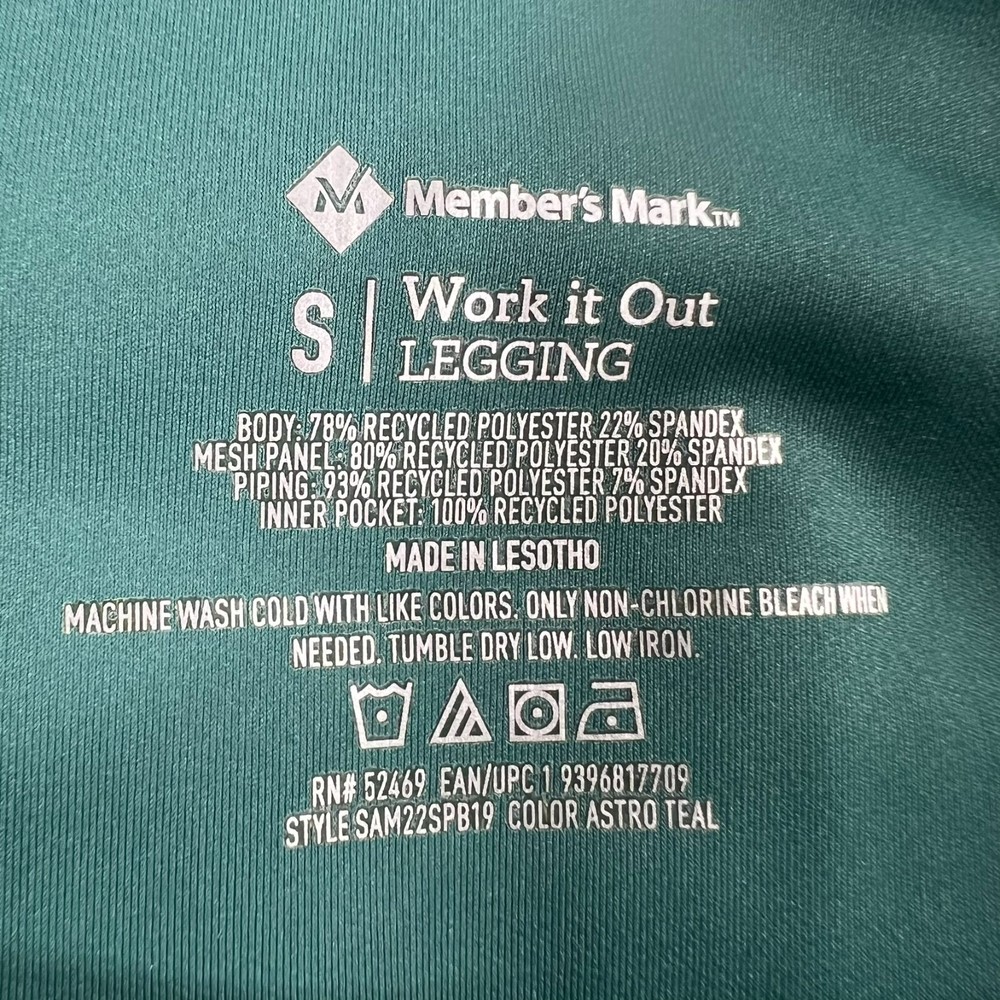 Member's Mark™
S | Work it Out
LEGGING
BODY: 78% RECYCLED POLYESTER 22% SPANDEX
MESH PANEL: 80% RECYCLED POLYESTER 20% SPANDEX
PIPING: 93% RECYCLED POLYESTER 7% SPANDEX
INNER POCKET: 100% RECYCLED POLYESTER
MADE IN LESOTHO
MACHINE WASH COLD WITH LIKE COLORS. ONLY NON-CHLORINE BLEACH WHEN
NEEDED. TUMBLE DRY LOW. LOW IRON.
RN# 52469 EAN/UPC 1 9396817709
STYLE SAM22SPB19 COLOR ASTRO TEAL